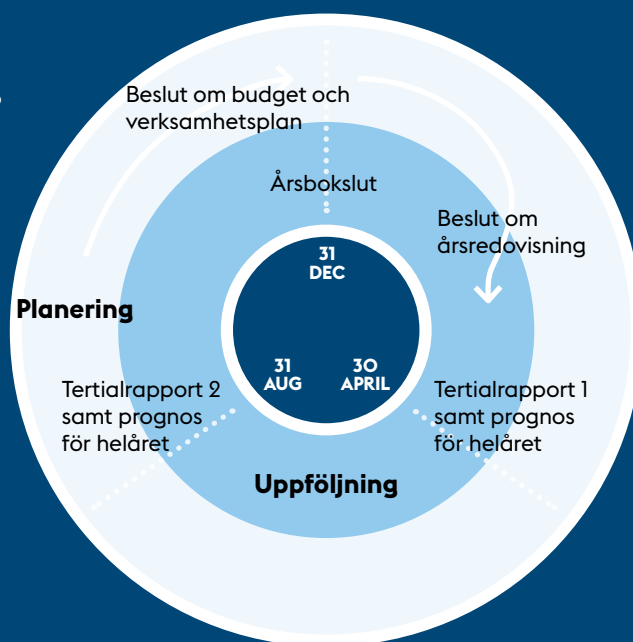 Beslut om budget och
verksamhetsplan
Årsbokslut
Beslut om
årsredovisning
31
DEC
Planering
31
AUG
30
APRIL
Tertialrapport 2
samt prognos
för helåret
Tertialrapport 1
samt prognos
för helåret
Uppföljning